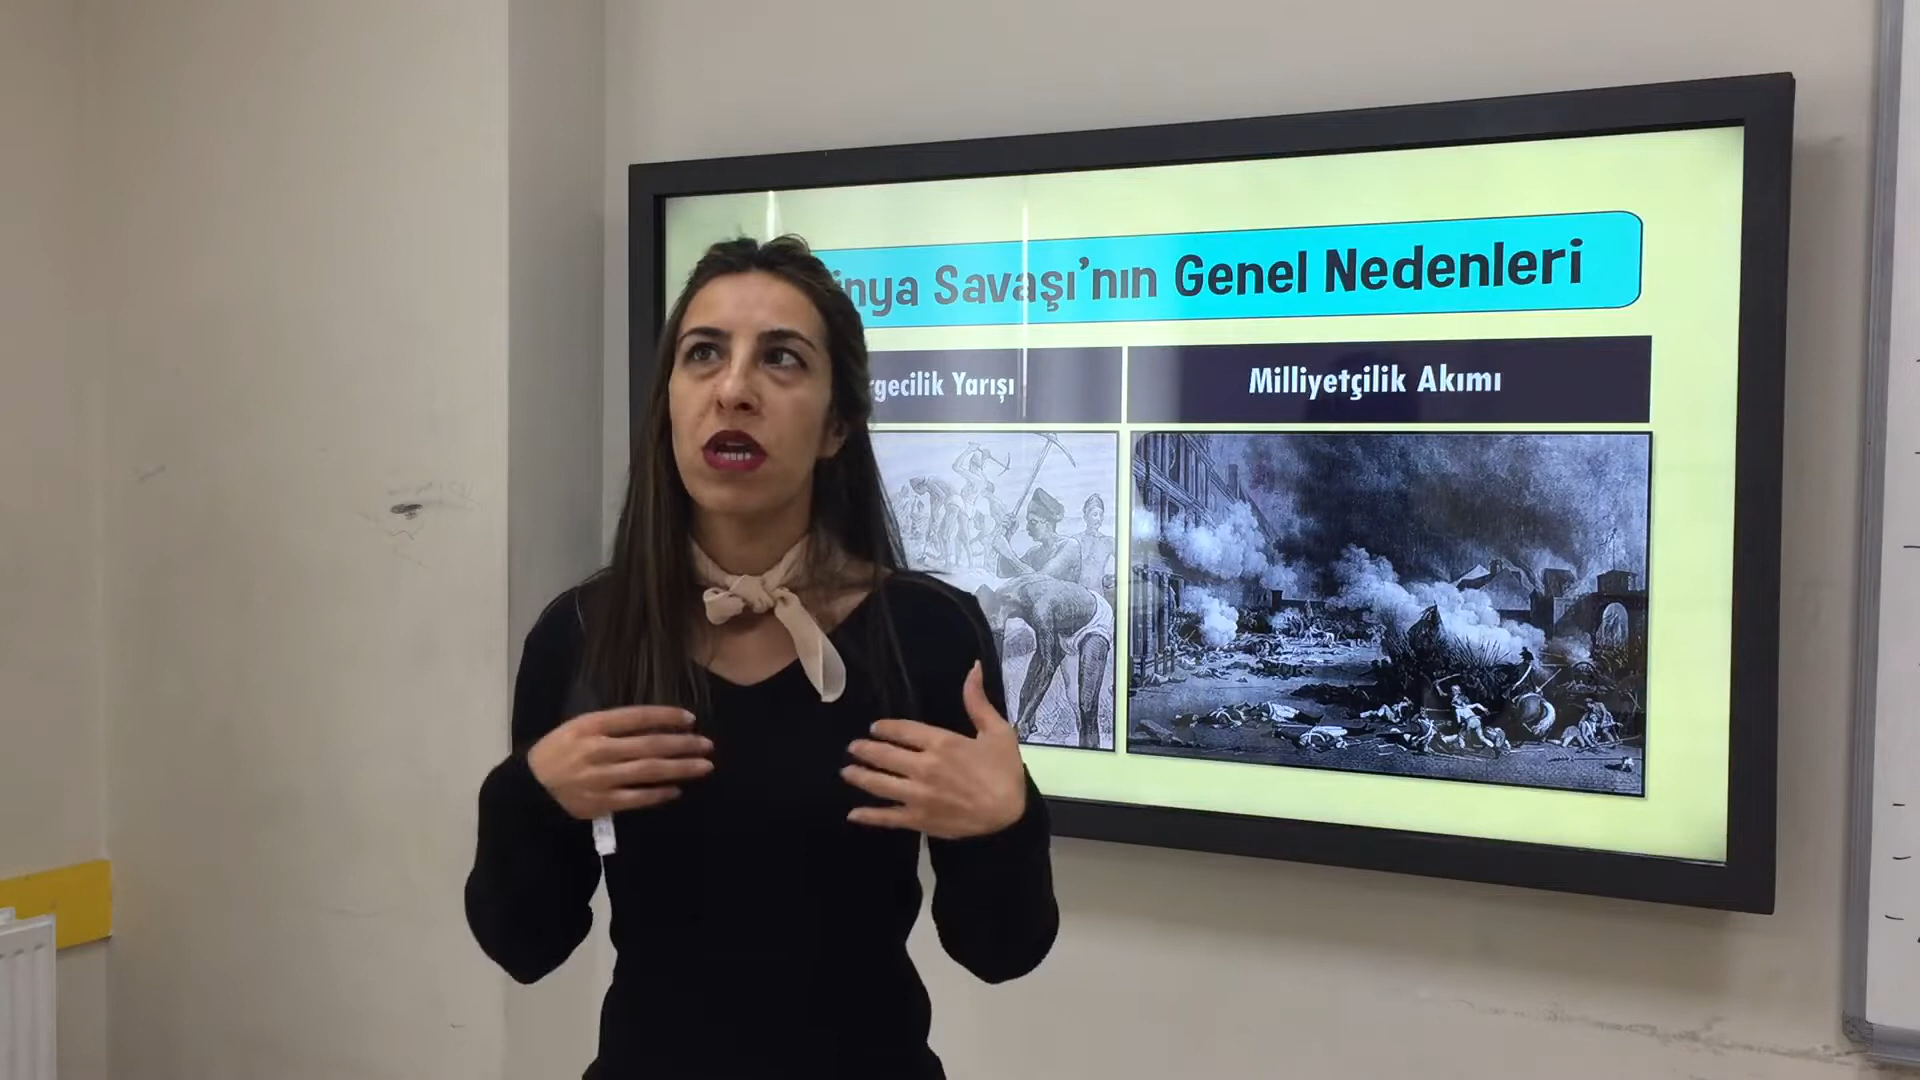 nya Savaşı'nın Genel Nedenleri
rgecilik Yarışı
Milliyetçilik Akımı